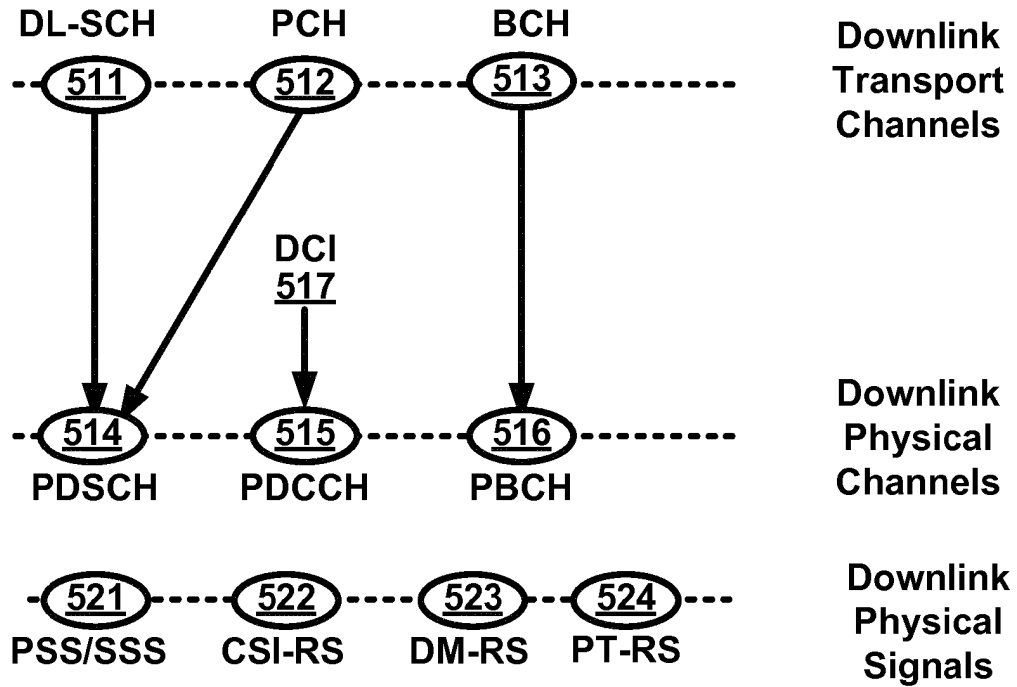 DL-SCH PCH BCH
Downlink
Transport
Channels
511 512 513
DCI
517
Downlink
Physical
Channels
514 515 516
PDSCH PDCCH PBCH
Downlink
Physical
Signals
521 522 523 524
PSS/SSS CSI-RS DM-RS PT-RS